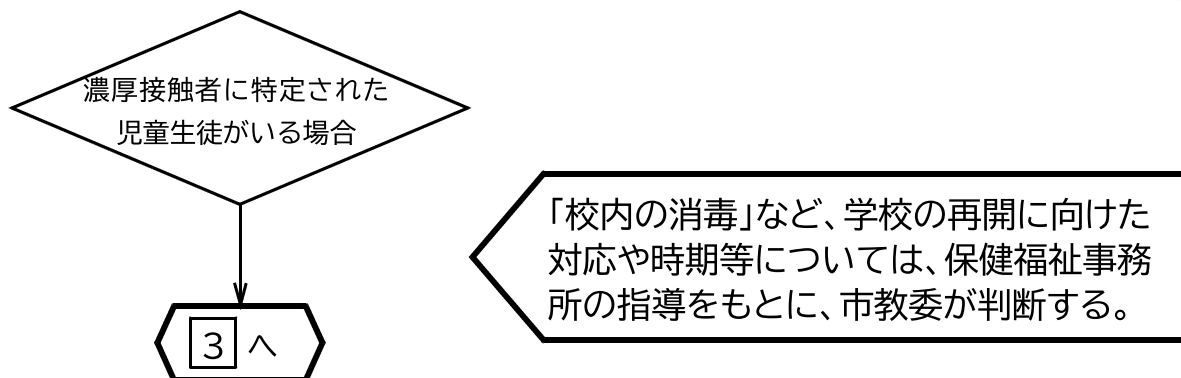 濃厚接触者に特定された
児童生徒がいる場合
「校内の消毒」など、学校の再開に向けた
対応や時期等については、保健福祉事務
所の指導をもとに、市教委が判断する。
3 へ